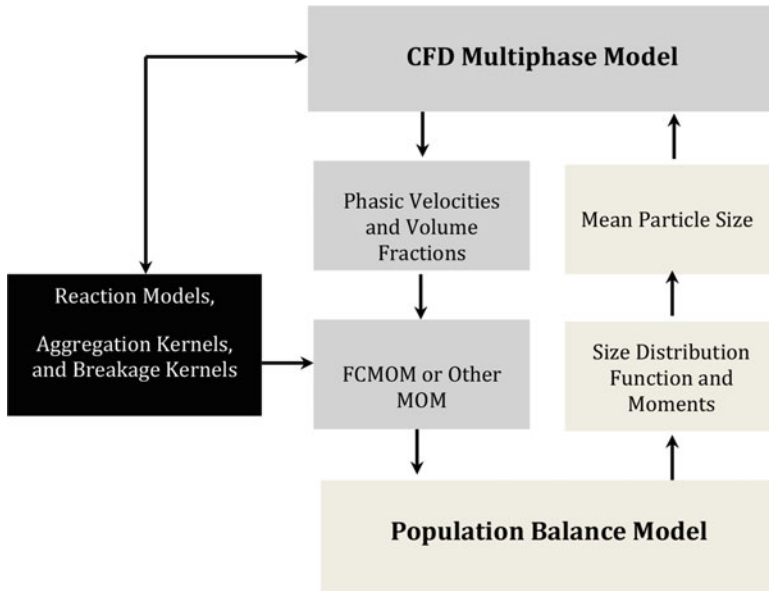 CFD Multiphase Model
Phasic Velocities
and Volume
Fractions
Mean Particle Size
Reaction Models,
Aggregation Kernels,
and Breakage Kernels
FCMOM or Other
MOM
Size Distribution
Function and
Moments
Population Balance Model